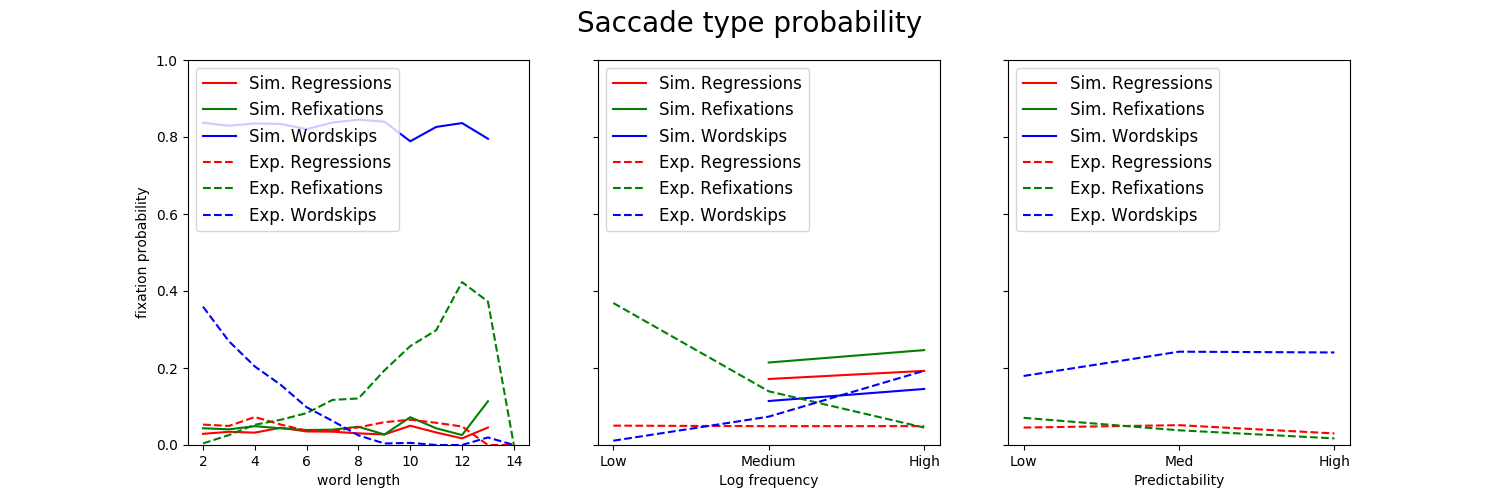 Saccade type probability
fixation probability
1.0
0.8
0.6
0.4
0.2
0.0
Sim. Regressions
Sim. Refixations
Sim. Wordskips
Exp. Regressions
Exp. Refixations
Exp. Wordskips
2 4 6 8 10 12 14
word length
Sim. Regressions
Sim. Refixations
Sim. Wordskips
Exp. Regressions
Exp. Refixations
Exp. Wordskips
Low Medium High
Log frequency
Sim. Regressions
Sim. Refixations
Sim. Wordskips
Exp. Regressions
Exp. Refixations
Exp. Wordskips
Low Med High
Predictability